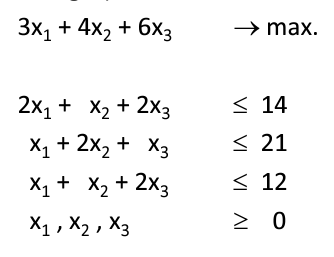 3x₁ + 4x₂ + 6x₃ → max.
2x₁ + x₂ + 2x₃ ≤ 14
x₁ + 2x₂ + x₃ ≤ 21
x₁ + x₂ + 2x₃ ≤ 12
x₁ , x₂ , x₃ ≥ 0